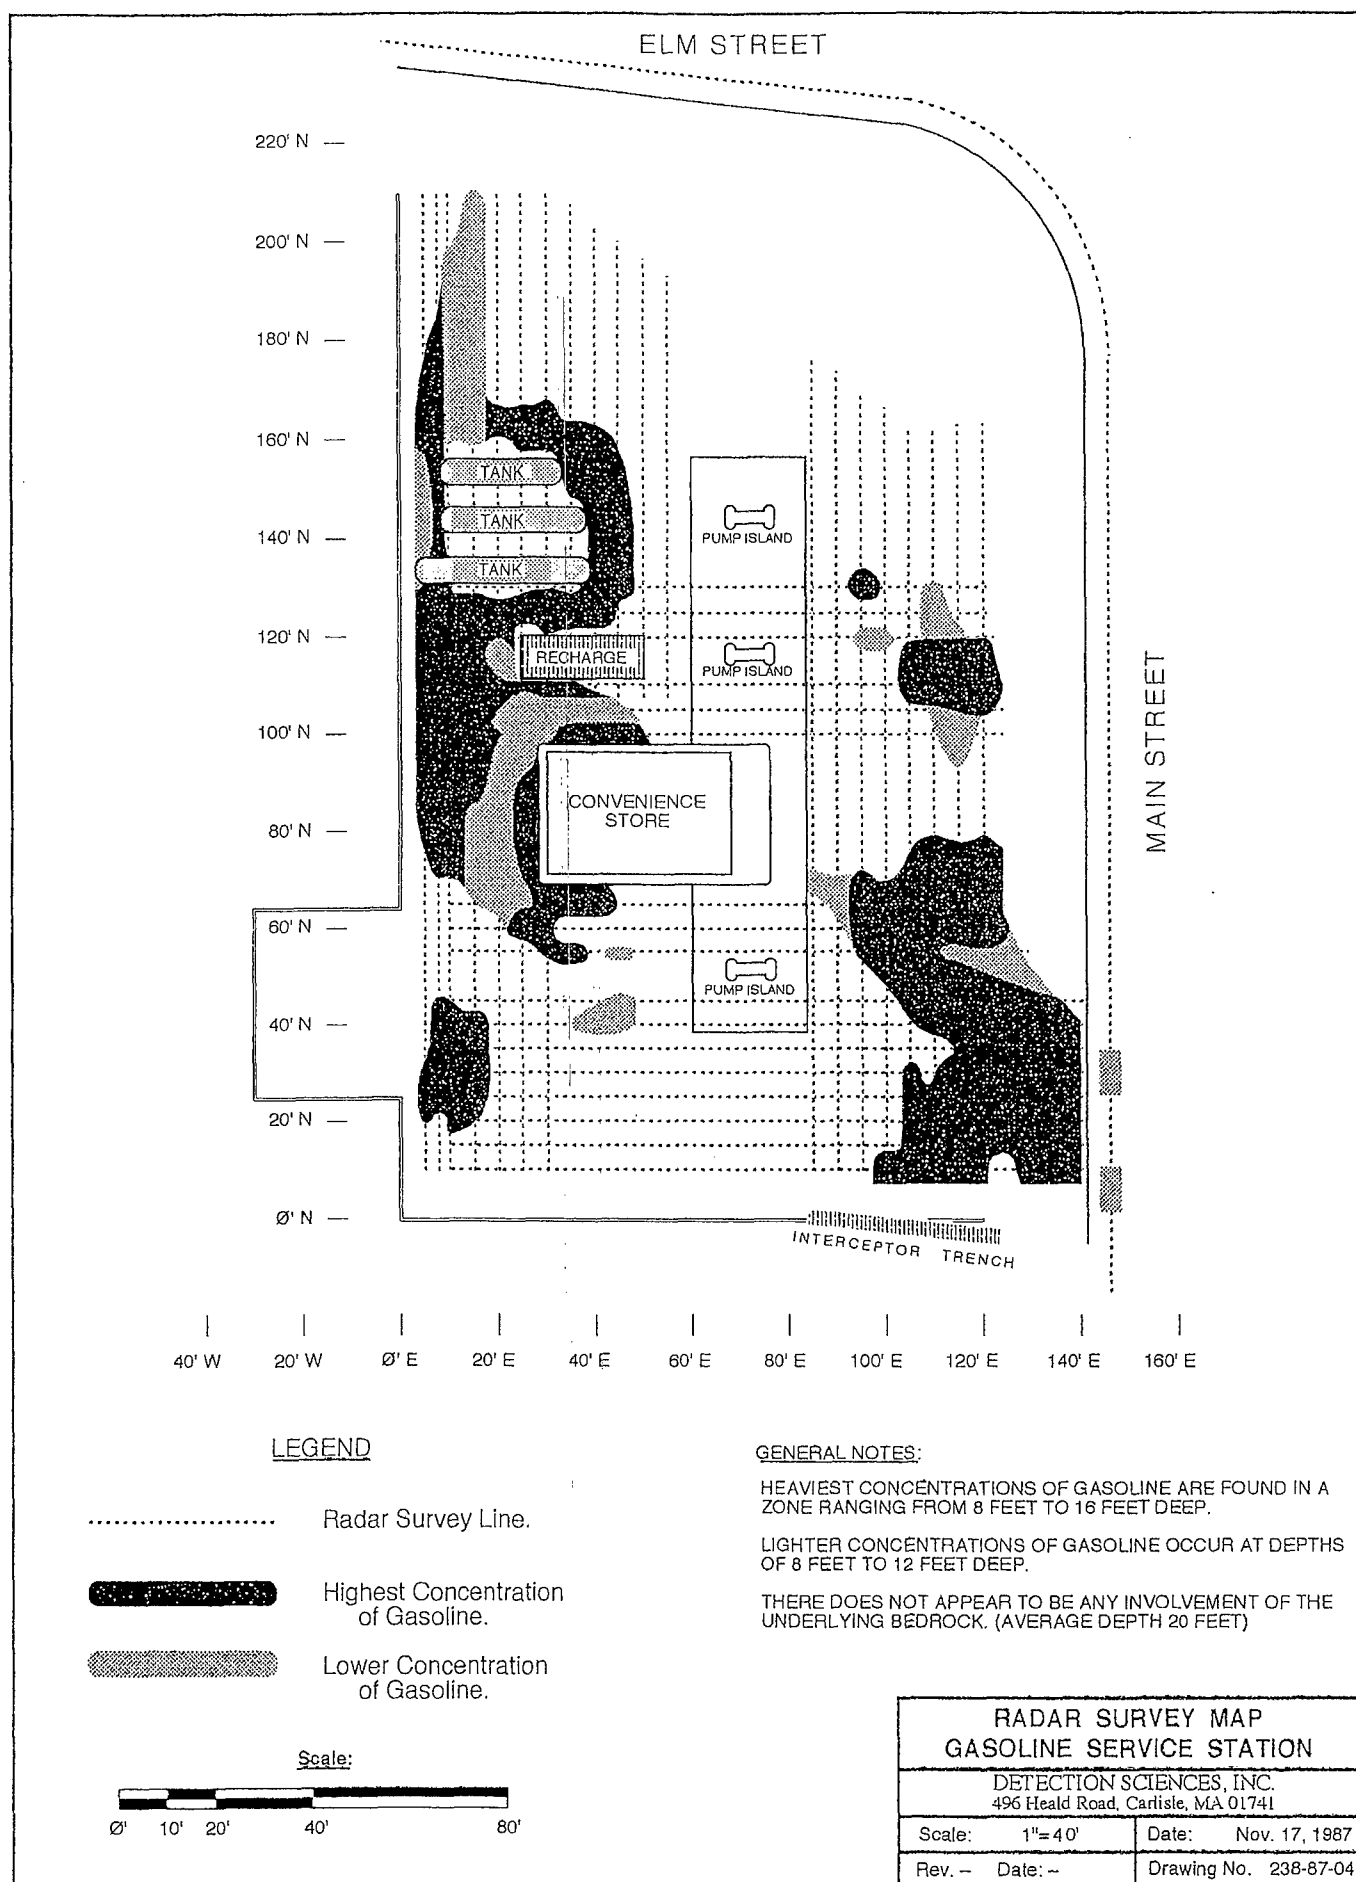 ELM STREET
220' N
200' N
180' N
160' N
140' N
120' N
100' N
80' N
60' N
40' N
20' N
Ø' N
TANK
TANK
TANK
RECHARGE
PUMP ISLAND
PUMP ISLAND
PUMP ISLAND
CONVENIENCE
STORE
MAIN STREET
INTERCEPTOR TRENCH
40' W
20' W
Ø' E
20' E
40' E
60' E
80' E
100' E
120' E
140' E
160' E
LEGEND
Radar Survey Line.
Highest Concentration
of Gasoline.
Lower Concentration
of Gasoline.
Scale:
Ø'
10'
20'
40'
80'
GENERAL NOTES:
HEAVIEST CONCENTRATIONS OF GASOLINE ARE FOUND IN A
ZONE RANGING FROM 8 FEET TO 16 FEET DEEP.
LIGHTER CONCENTRATIONS OF GASOLINE OCCUR AT DEPTHS
OF 8 FEET TO 12 FEET DEEP.
THERE DOES NOT APPEAR TO BE ANY INVOLVEMENT OF THE
UNDERLYING BEDROCK. (AVERAGE DEPTH 20 FEET)
RADAR SURVEY MAP
GASOLINE SERVICE STATION
DETECTION SCIENCES, INC.
496 Heald Road, Carlisle, MA 01741
Scale: 1"=40'
Date: Nov. 17, 1987
Rev. – Date: –
Drawing No. 238-87-04